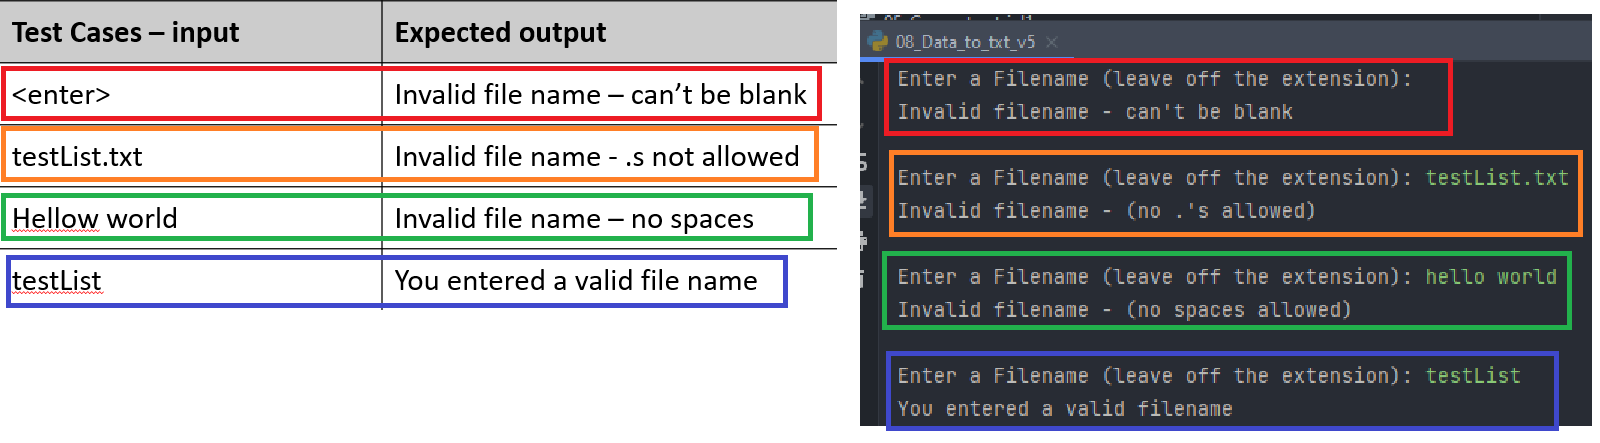 Test Cases – input Expected output
<enter> Invalid file name – can’t be blank
testList.txt Invalid file name - .s not allowed
Hellow world Invalid file name – no spaces
testList You entered a valid file name
08_Data_to_txt_v5
Enter a Filename (leave off the extension):
Invalid filename - can't be blank
Enter a Filename (leave off the extension): testList.txt
Invalid filename - (no .'s allowed)
Enter a Filename (leave off the extension): hello world
Invalid filename - (no spaces allowed)
Enter a Filename (leave off the extension): testList
You entered a valid filename